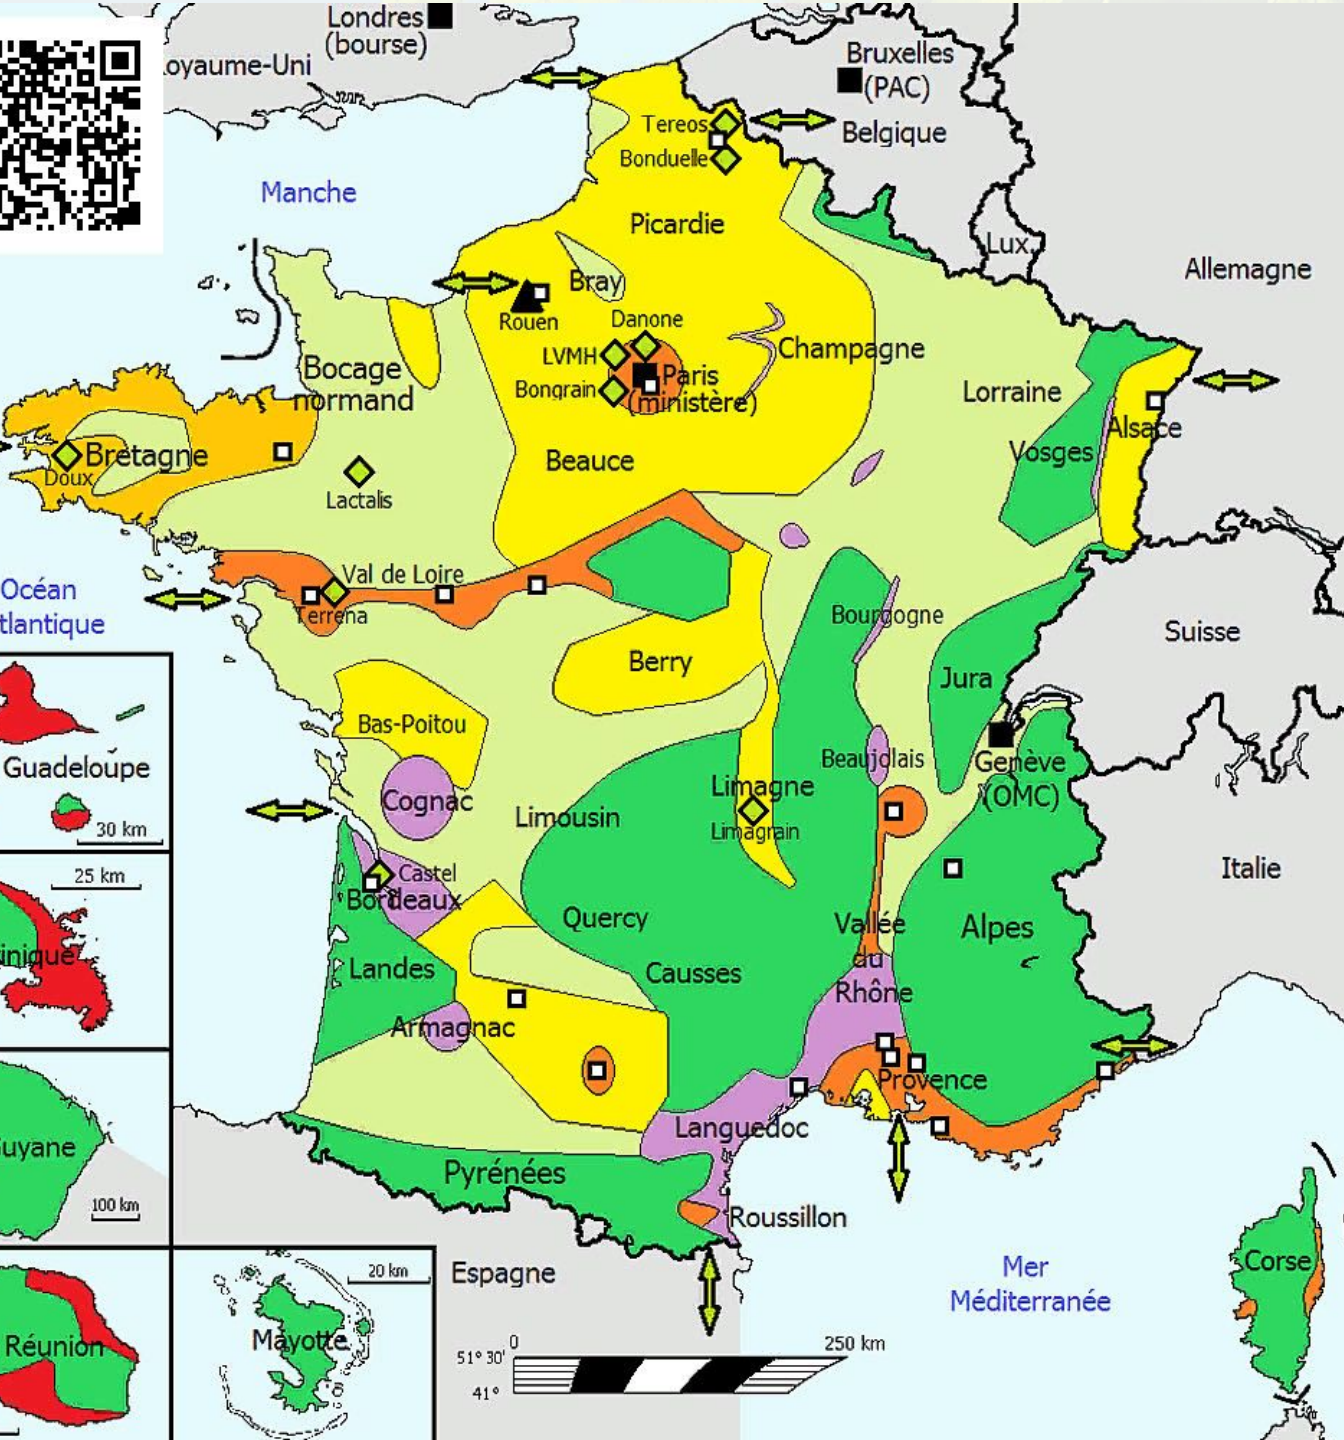 Londres
(bourse)
Royaume-Uni
Bruxelles
(PAC)
Belgique
Tereos
Bonduelle
Manche
Picardie
Lux.
Allemagne
Bray
Rouen
Danone
LVMH
Bongrain
Paris
(ministère)
Champagne
Bocage
normand
Lorraine
Alsace
Vosges
Bretagne
Doux
Beauce
Lactalis
Val de Loire
Terrena
Océan
tlantique
Bourgogne
Suisse
Berry
Jura
Bas-Poitou
Guadeloupe
30 km
Beaujolais
Genève
(OMC)
Cognac
Limousin
Limagne
Limagrain
25 km
Castel
Bordeaux
Italie
Quercy
Vallée
du
Rhône
Alpes
inique
Landes
Causses
Armagnac
Provence
Languedoc
uyane
100 km
Pyrénées
Roussillon
Espagne
Mer
Méditerranée
Corse
20 km
Réunion
Mayotte
0
250 km
51° 30'
41°